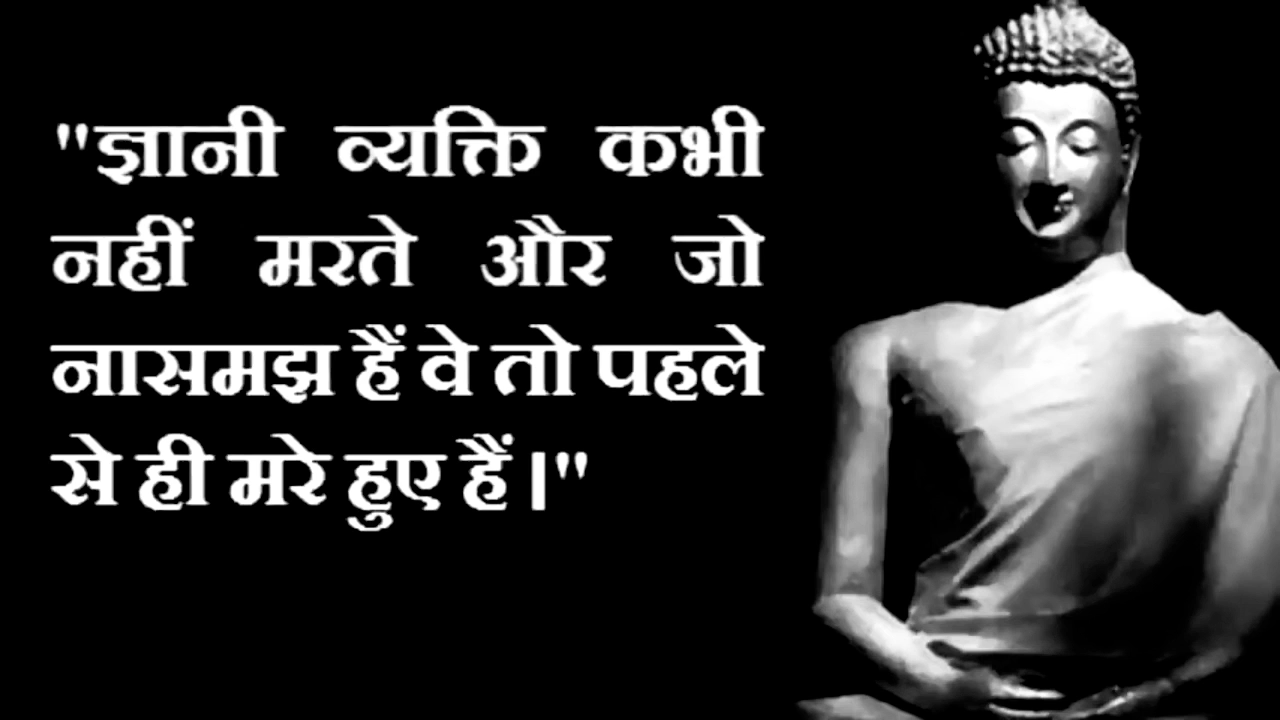 "ज्ञानी व्यक्ति कभी
नहीं मरते और जो
नासमझ हैं वे तो पहले
से ही मरे हुए हैं।"